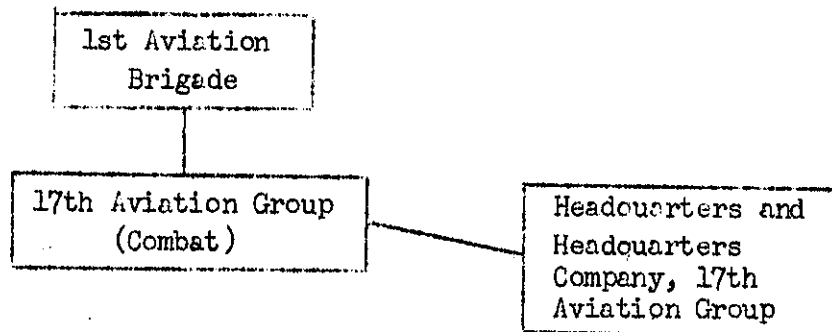 1st Aviation
Brigade
17th Aviation Group
(Combat)
Headquarters and
Headquarters
Company, 17th
Aviation Group